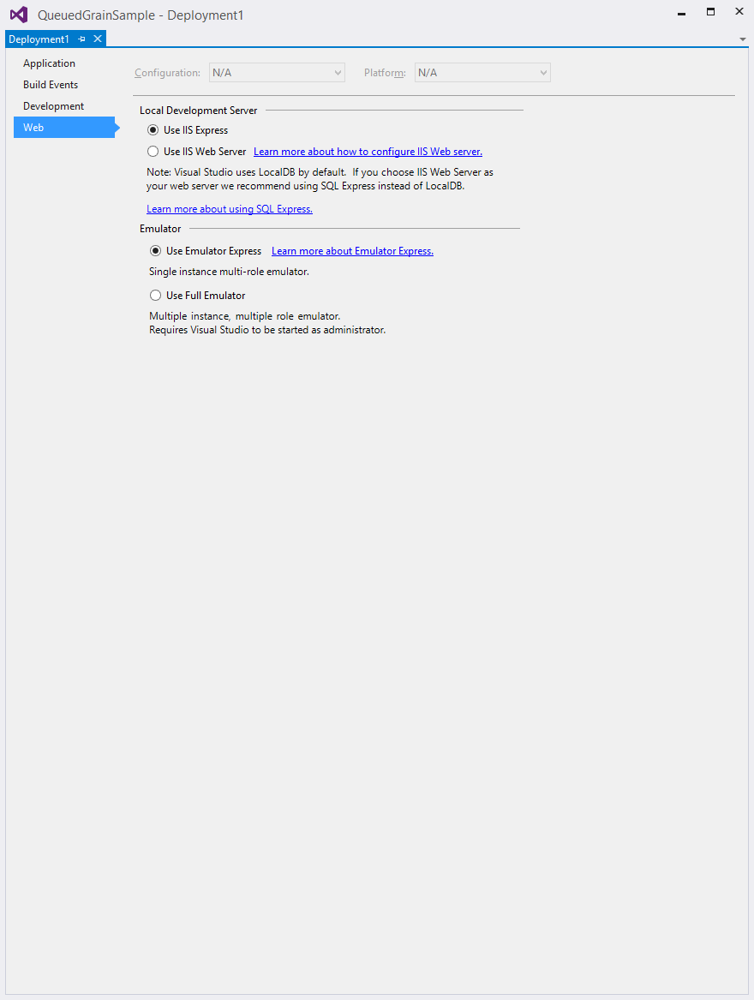 QueuedGrainSample - Deployment1
Deployment1
Application
Build Events
Development
Web
Configuration: N/A Platform: N/A
Local Development Server
Use IIS Express
Use IIS Web Server Learn more about how to configure IIS Web server.
Note: Visual Studio uses LocalDB by default. If you choose IIS Web Server as
your web server we recommend using SQL Express instead of LocalDB.
Learn more about using SQL Express.
Emulator
Use Emulator Express Learn more about Emulator Express.
Single instance multi-role emulator.
Use Full Emulator
Multiple instance, multiple role emulator.
Requires Visual Studio to be started as administrator.